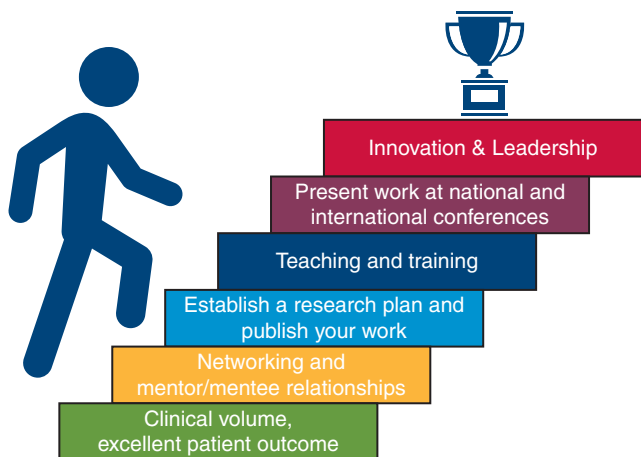 Innovation & Leadership
Present work at national and
international conferences
Teaching and training
Establish a research plan and
publish your work
Networking and
mentor/mentee relationships
Clinical volume,
excellent patient outcome